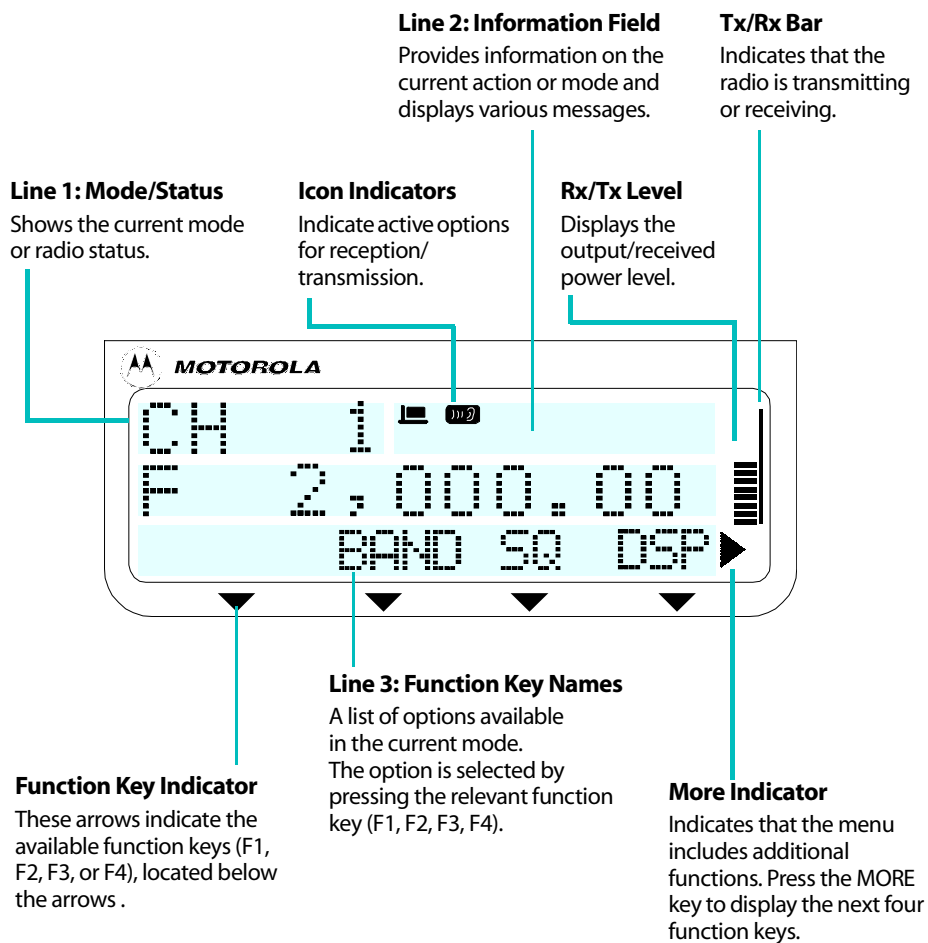 Line 2: Information Field
Provides information on the
current action or mode and
displays various messages.
Tx/Rx Bar
Indicates that the
radio is transmitting
or receiving.
Line 1: Mode/Status
Shows the current mode
or radio status.
Icon Indicators
Indicate active options
for reception/
transmission.
Rx/Tx Level
Displays the
output/received
power level.
MOTOROLA
CH 1
F 2,000.00
BAND SQ DSP
Line 3: Function Key Names
A list of options available
in the current mode.
The option is selected by
pressing the relevant function
key (F1, F2, F3, F4).
Function Key Indicator
These arrows indicate the
available function keys (F1,
F2, F3, or F4), located below
the arrows .
More Indicator
Indicates that the menu
includes additional
functions. Press the MORE
key to display the next four
function keys.